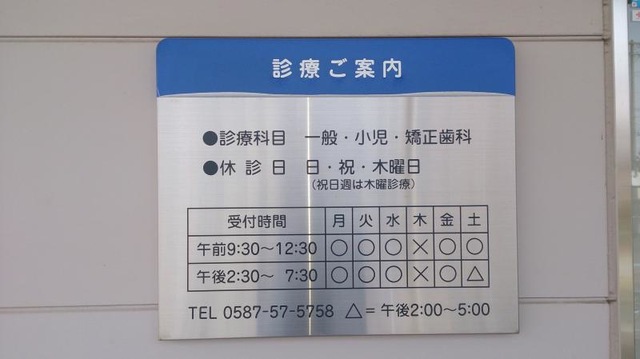 診療ご案内
●診療科目 一般・小児・矯正歯科
●休診日 日・祝・木曜日
(祝日週は木曜診療)
受付時間 月 火 水 木 金 土
午前9:30～12:30 ○ ○ ○ × ○ ○
午後2:30～ 7:30 ○ ○ ○ × ○ △
TEL 0587-57-5758 △=午後2:00～5:00